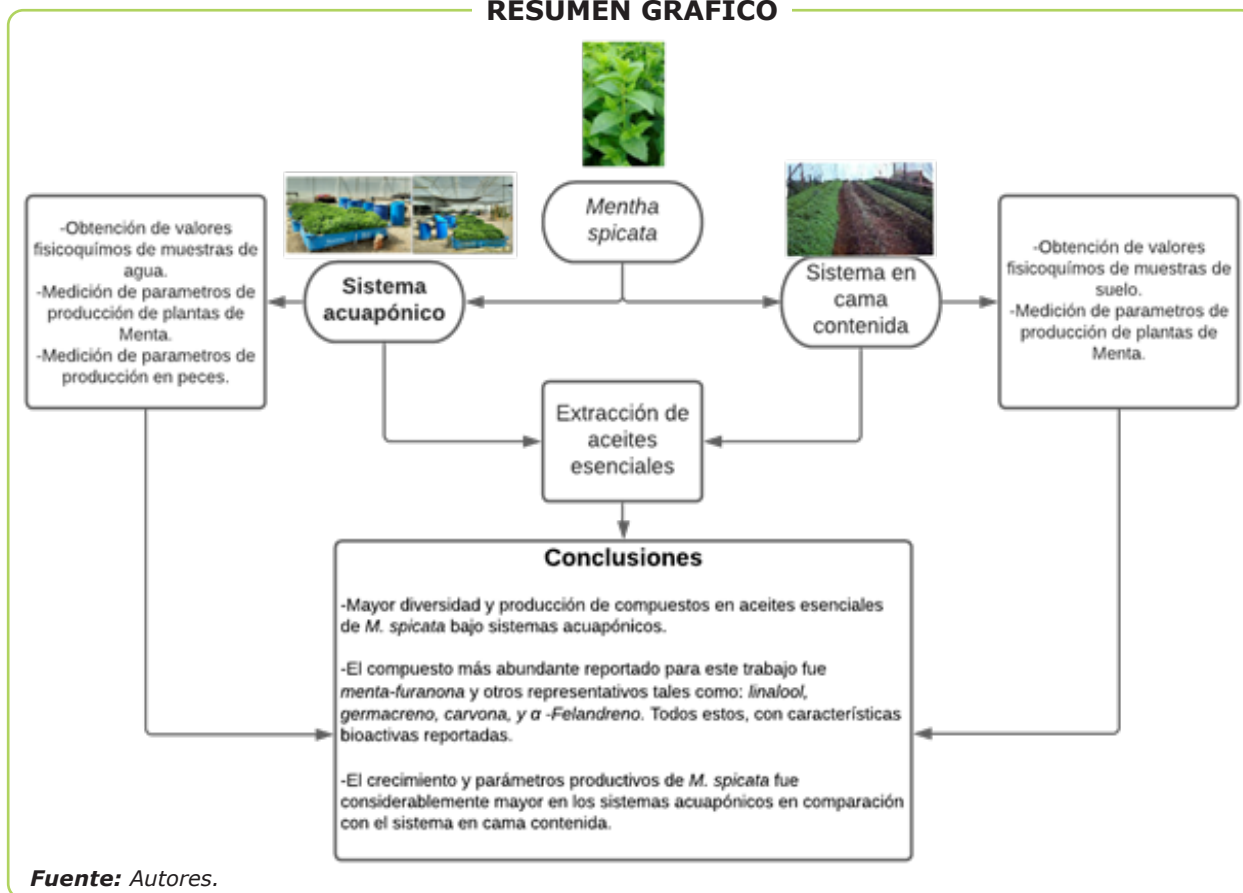 RESUMEN GRÁFICO
Mentha
spicata
Sistema
acuapónico
Sistema en
cama
contenida
-Obtención de valores
fisicoquímos de muestras de
agua.
-Medición de parametros de
producción de plantas de
Menta.
-Medición de parametros de
producción en peces.
-Obtención de valores
fisicoquímos de muestras de
suelo.
-Medición de parametros de
producción de plantas de
Menta.
Extracción de
aceites
esenciales
Conclusiones
-Mayor diversidad y producción de compuestos en aceites esenciales
de M. spicata bajo sistemas acuapónicos.
-El compuesto más abundante reportado para este trabajo fue
menta-furanona y otros representativos tales como: linalool,
germacreno, carvona, y α -Felandreno. Todos estos, con características
bioactivas reportadas.
-El crecimiento y parámetros productivos de M. spicata fue
considerablemente mayor en los sistemas acuapónicos en comparación
con el sistema en cama contenida.
Fuente: Autores.